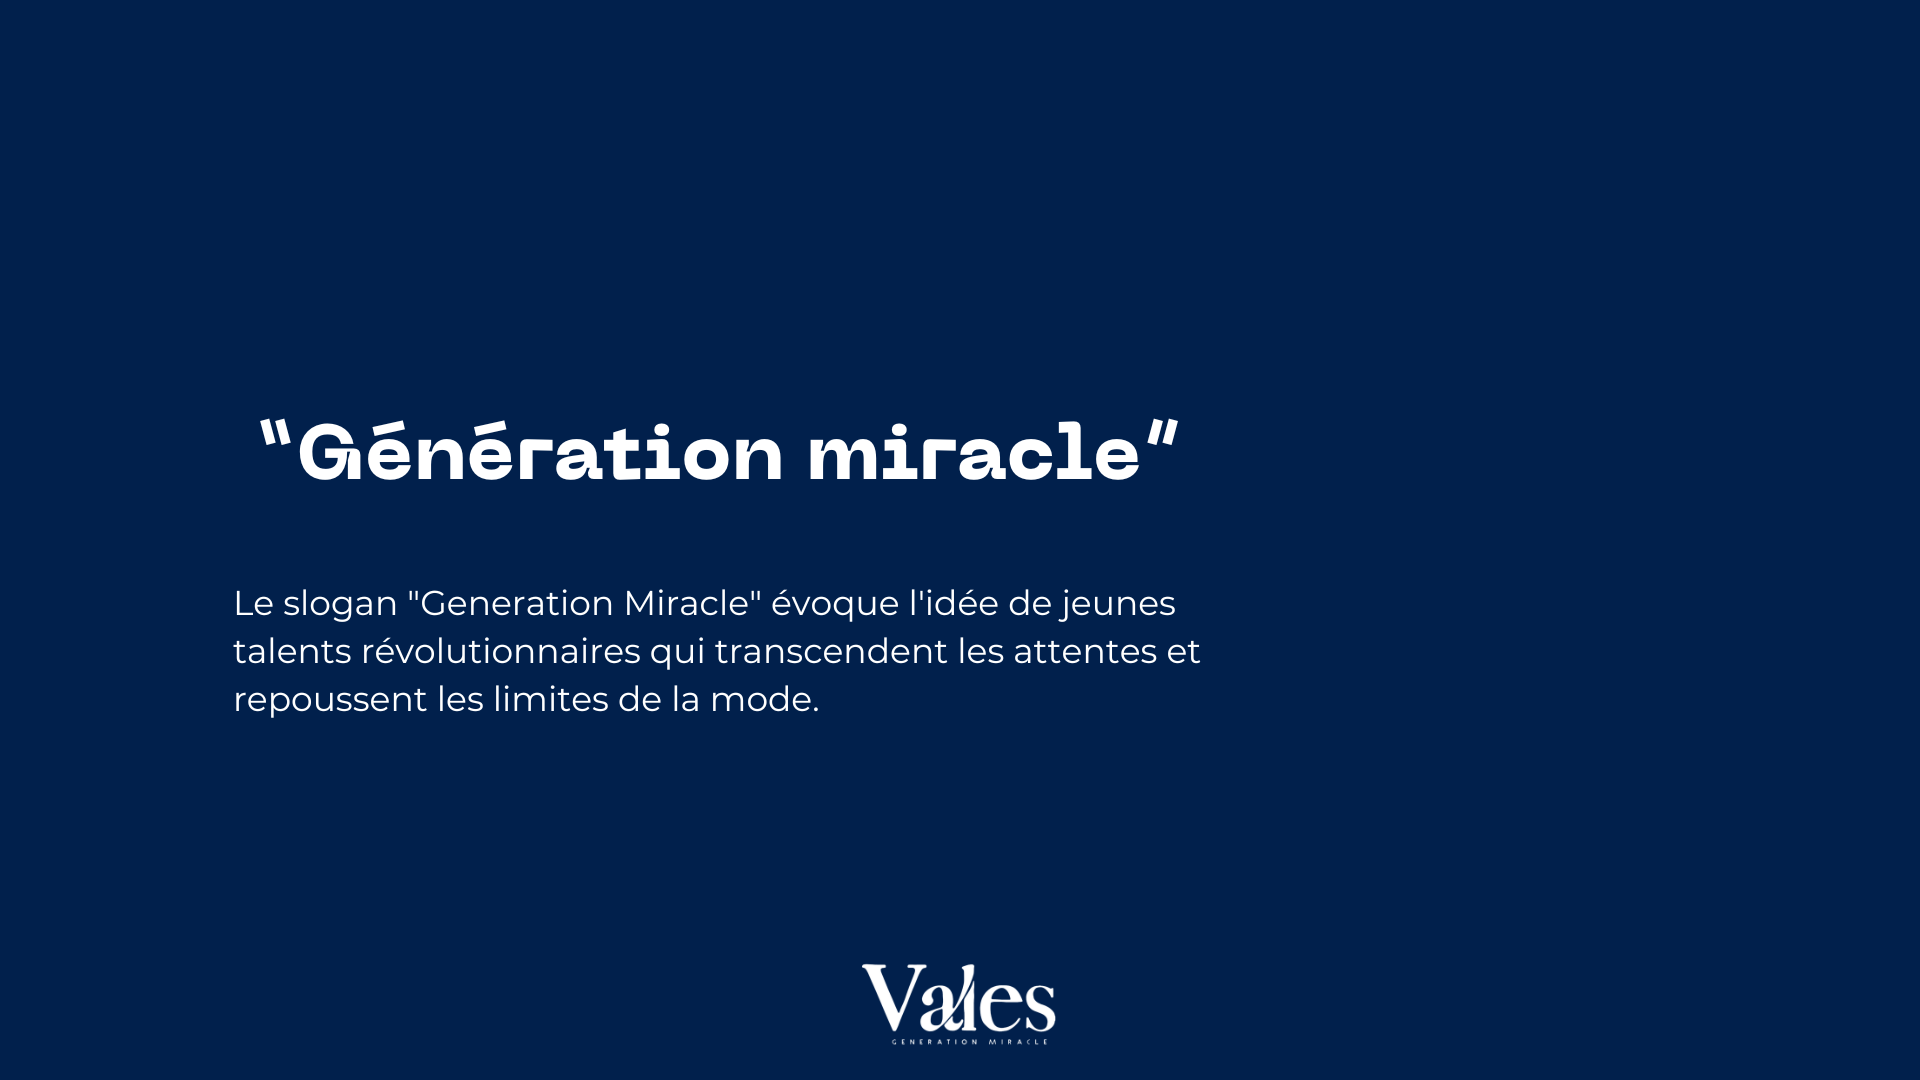 "Génération miracle"
Le slogan "Generation Miracle" évoque l'idée de jeunes
talents révolutionnaires qui transcendent les attentes et
repoussent les limites de la mode.
Vales
GENERATION MIRACLE